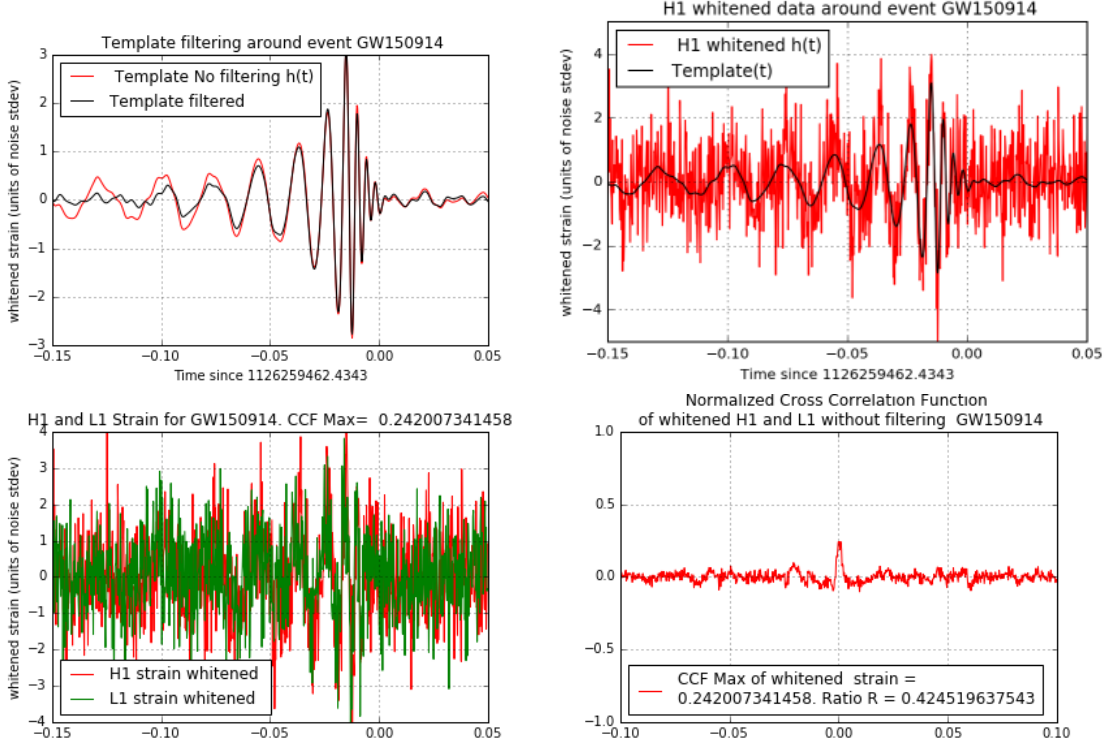 Template filtering around event GW150914
whitened strain (units of noise stdev)
3
2
1
0
−1
−2
−3
Template No filtering h(t)
Template filtered
−0.15
−0.10
−0.05
0.00
0.05
Time since 1126259462.4343
H1 whitened data around event GW150914
whitened strain (units of noise stdev)
4
2
0
−2
−4
H1 whitened h(t)
Template(t)
−0.15
−0.10
−0.05
0.00
0.05
Time since 1126259462.4343
H1 and L1 Strain for GW150914. CCF Max= 0.242007341458
whitened strain (units of noise stdev)
4
3
2
1
0
−1
−2
−3
−4
H1 strain whitened
L1 strain whitened
−0.15
−0.10
−0.05
0.00
0.05
Normalized Cross Correlation Function
of whitened H1 and L1 without filtering GW150914
1.0
0.5
0.0
−0.5
−1.0
CCF Max of whitened strain =
0.242007341458. Ratio R = 0.424519637543
−0.10
−0.05
0.00
0.05
0.10